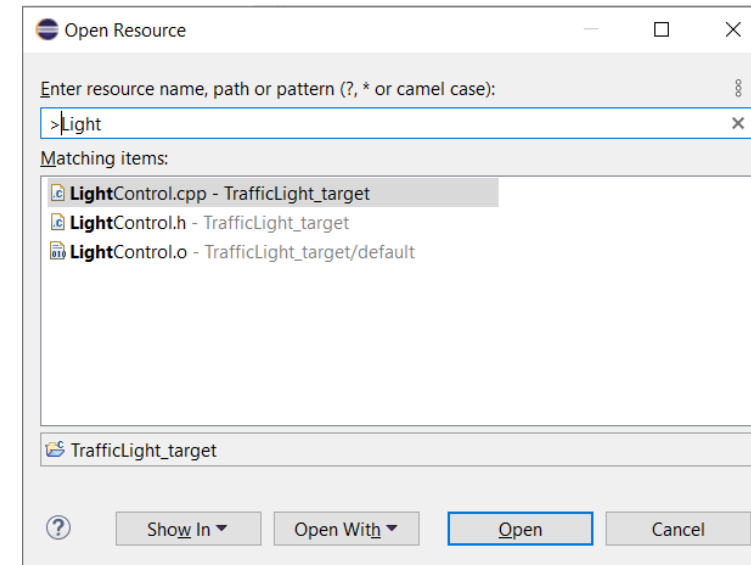 Open Resource
Enter resource name, path or pattern (?, * or camel case):
>Light
Matching items:
LightControl.cpp - TrafficLight_target
LightControl.h - TrafficLight_target
LightControl.o - TrafficLight_target/default
TrafficLight_target
Show In Open With Open Cancel